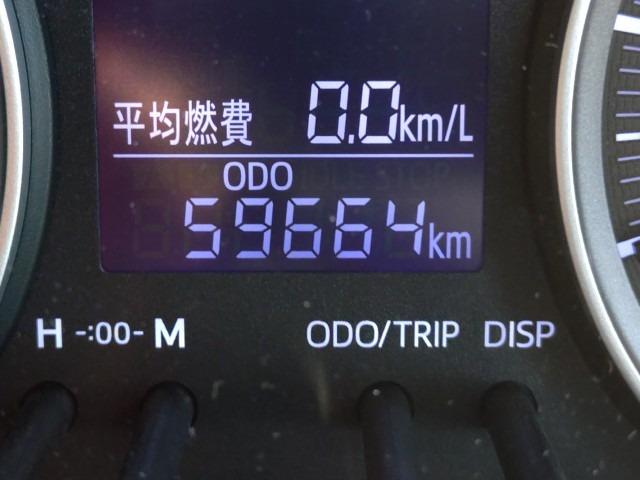 平均燃費 0.0km/L
ODO
59664km
H -:00- M ODO/TRIP DISP